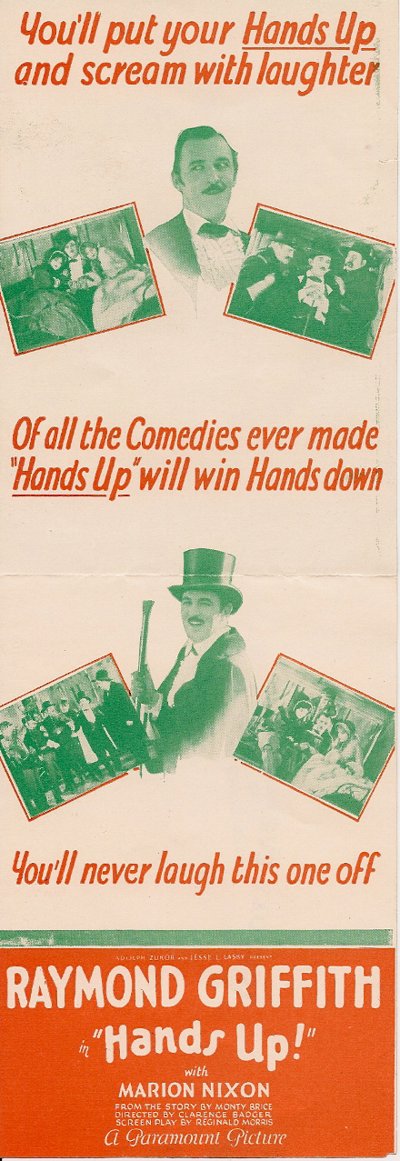 You'll put your Hands Up
and scream with laughter
Of all the Comedies ever made
"Hands Up" will win Hands down
You'll never laugh this one off
ADOLPH ZUKOR AND JESSE L. LASKY PRESENT
RAYMOND GRIFFITH
in "Hands Up!"
with
MARION NIXON
FROM THE STORY BY MONTY BRICE
DIRECTED BY CLARENCE BADGER
SCREEN PLAY BY REGINALD MORRIS
A Paramount Picture